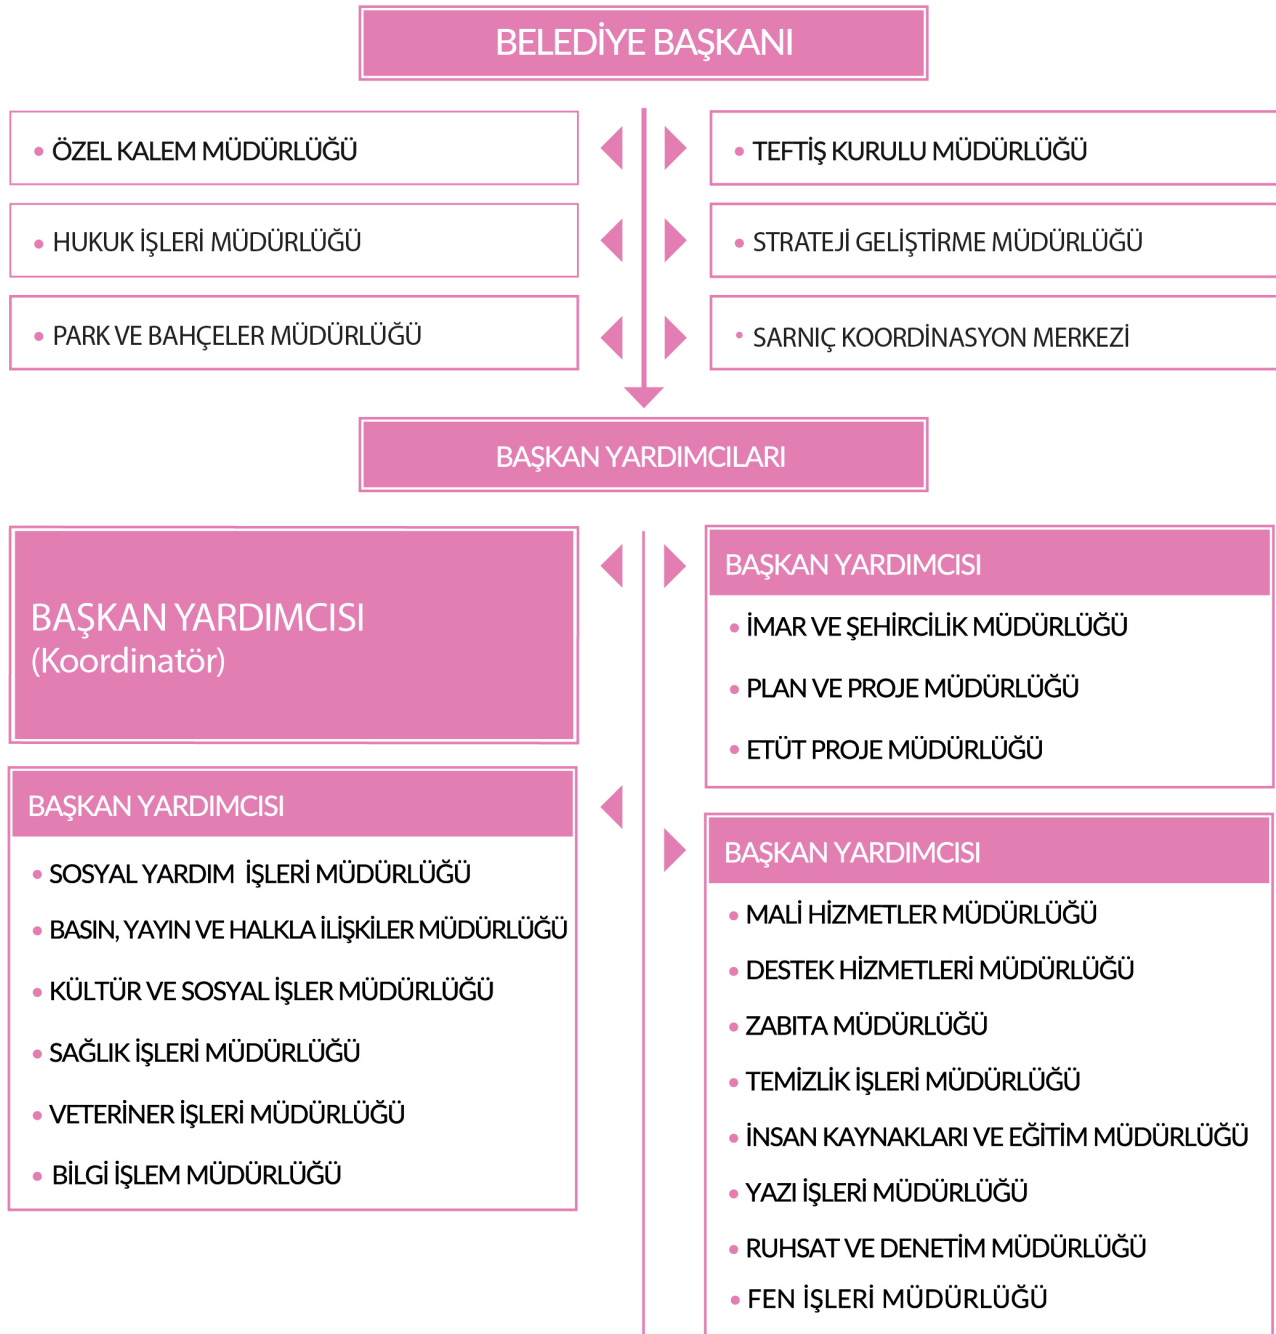 BELEDİYE BAŞKANI
• ÖZEL KALEM MÜDÜRLÜĞÜ
• TEFTİŞ KURULU MÜDÜRLÜĞÜ
• HUKUK İŞLERİ MÜDÜRLÜĞÜ
• STRATEJİ GELİŞTİRME MÜDÜRLÜĞÜ
• PARK VE BAHÇELER MÜDÜRLÜĞÜ
• SARNIÇ KOORDİNASYON MERKEZİ
BAŞKAN YARDIMCILARI
BAŞKAN YARDIMCISI
(Koordinatör)
BAŞKAN YARDIMCISI
• İMAR VE ŞEHİRCİLİK MÜDÜRLÜĞÜ
• PLAN VE PROJE MÜDÜRLÜĞÜ
• ETÜT PROJE MÜDÜRLÜĞÜ
BAŞKAN YARDIMCISI
• SOSYAL YARDIM İŞLERİ MÜDÜRLÜĞÜ
• BASIN, YAYIN VE HALKLA İLİŞKİLER MÜDÜRLÜĞÜ
• KÜLTÜR VE SOSYAL İŞLER MÜDÜRLÜĞÜ
• SAĞLIK İŞLERİ MÜDÜRLÜĞÜ
• VETERİNER İŞLERİ MÜDÜRLÜĞÜ
• BİLGİ İŞLEM MÜDÜRLÜĞÜ
BAŞKAN YARDIMCISI
• MALİ HİZMETLER MÜDÜRLÜĞÜ
• DESTEK HİZMETLERİ MÜDÜRLÜĞÜ
• ZABITA MÜDÜRLÜĞÜ
• TEMİZLİK İŞLERİ MÜDÜRLÜĞÜ
• İNSAN KAYNAKLARI VE EĞİTİM MÜDÜRLÜĞÜ
• YAZI İŞLERİ MÜDÜRLÜĞÜ
• RUHSAT VE DENETİM MÜDÜRLÜĞÜ
• FEN İŞLERİ MÜDÜRLÜĞÜ